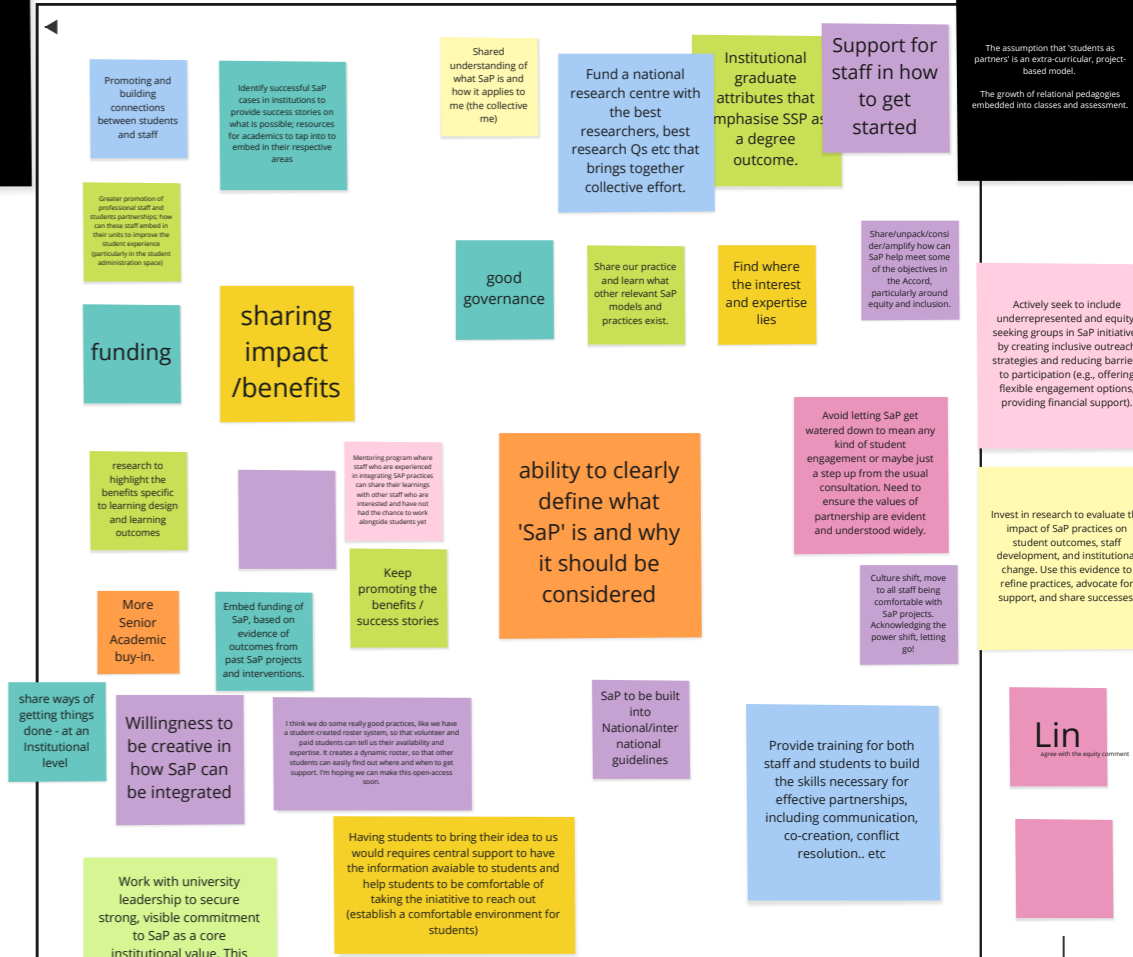 Promoting and
building
connections
between students
and staff
Identify successful SaP
cases in institutions to
provide success stories on
what is possible; resources
for academics to tap into to
embed in their respective
areas
Shared
understanding of
what SaP is and
how it applies to
me (the collective
me)
Fund a national
research centre with
the best
researchers, best
research Qs etc that
brings together
collective effort.
Institutional
graduate
attributes that
mphasise SSP as
a degree
outcome.
Support for
staff in how
to get
started
The assumption that 'students as
partners' is an extra-curricular, project-
based model.
The growth of relational pedagogies
embedded into classes and assessment.
Greater promotion of
professional staff and
students partnerships; how
can these staff embed in
their units to improve the
student experience
(particularly in the student
administration space)
good
governance
Share our practice
and learn what
other relevant SaP
models and
practices exist.
Find where
the interest
and expertise
lies
Share/unpack/consi
der/amplify how can
SaP help meet some
of the objectives in
the Accord,
particularly around
equity and inclusion.
Actively seek to include
underrepresented and equity
seeking groups in SaP initiative
by creating inclusive outreach
strategies and reducing barrie
to participation (e.g., offering
flexible engagement options,
providing financial support).
funding
sharing
impact
/benefits
research to
highlight the
benefits specific
to learning design
and learning
outcomes
Mentoring program where
staff who are experienced
in integrating SAP practices
can share their learnings
with other staff who are
interested and have not
had the chance to work
alongside students yet
ability to clearly
define what
'SaP' is and why
it should be
considered
Avoid letting SaP get
watered down to mean any
kind of student
engagement or maybe just
a step up from the usual
consultation. Need to
ensure the values of
partnership are evident
and understood widely.
Invest in research to evaluate th
impact of SaP practices on
student outcomes, staff
development, and institutiona
change. Use this evidence to
refine practices, advocate for
support, and share successes
Keep
promoting the
benefits /
success stories
Culture shift, move
to all staff being
comfortable with
SaP projects.
Acknowledging the
power shift, letting
go!
More
Senior
Academic
buy-in.
Embed funding of
SaP, based on
evidence of
outcomes from
past SaP projects
and interventions.
share ways of
getting things
done - at an
Institutional
level
Willingness to
be creative in
how SaP can
be integrated
I think we do some really good practices, like we have
a student-created roster system, so that volunteer and
paid students can tell us their availability and
expertise. It creates a dynamic roster, so that other
students can easily find out where and when to get
support. I'm hoping we can make this open-access
soon.
SaP to be built
into
National/inter
national
guidelines
Provide training for both
staff and students to build
the skills necessary for
effective partnerships,
including communication,
co-creation, conflict
resolution.. etc
Lin
agree with the equity comment
Having students to bring their idea to us
would requires central support to have
the information avaiable to students and
help students to be comfortable of
taking the iniatitive to reach out
(establish a comfortable environment for
students)
Work with university
leadership to secure
strong, visible commitment
to SaP as a core
institutional value. This